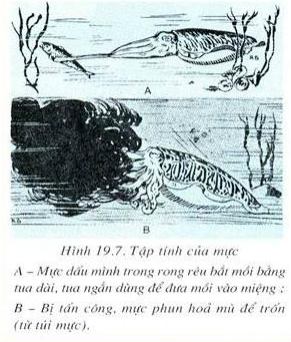 A
B
Hình 19.7. Tập tính của mực
A – Mực dấu mình trong rong rêu bắt mồi bằng
tua dài, tua ngắn dùng để đưa mồi vào miệng ;
B – Bị tấn công, mực phun hoả mù để trốn
(từ túi mực).